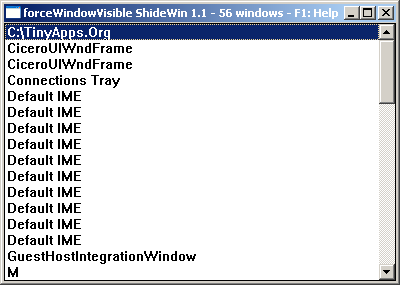 forceWindowVisible ShideWin 1.1 - 56 windows - F1: Help
C:\TinyApps.Org
CiceroUIWndFrame
CiceroUIWndFrame
Connections Tray
Default IME
Default IME
Default IME
Default IME
Default IME
Default IME
Default IME
Default IME
Default IME
Default IME
GuestHostIntegrationWindow
M